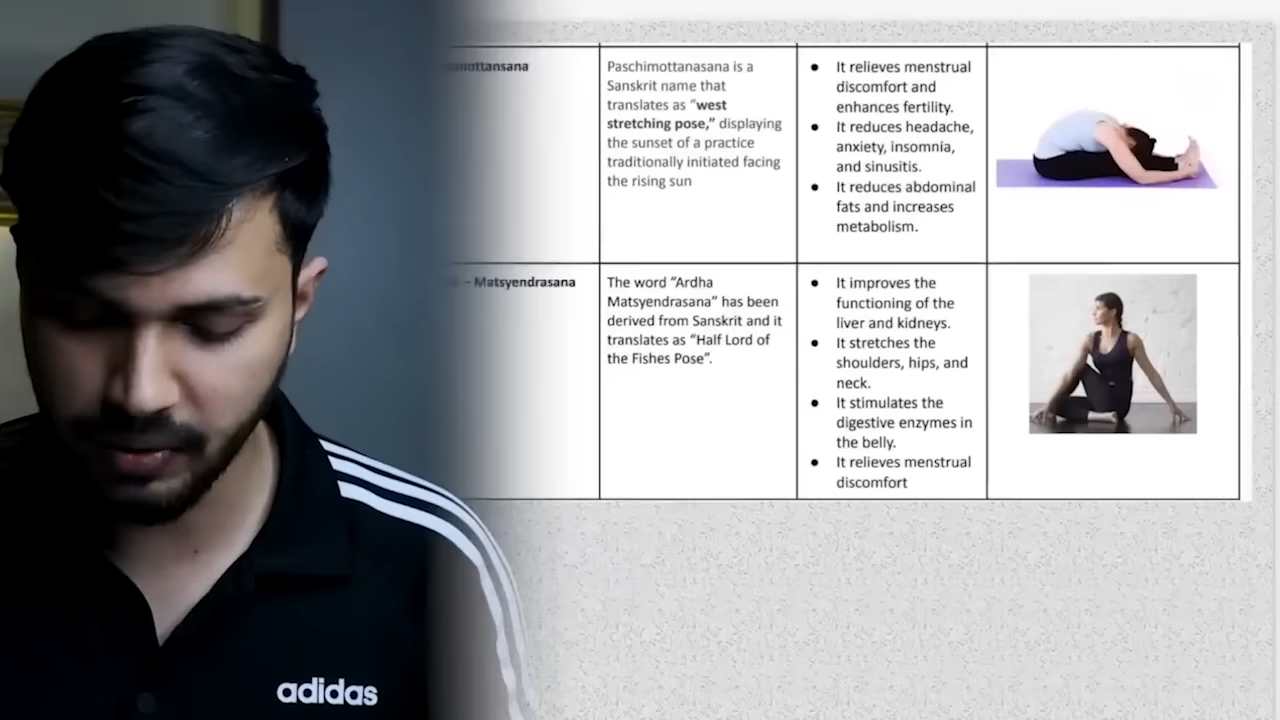 Paschimottanasana is a
Sanskrit name that
translates as “west
stretching pose,” displaying
the sunset of a practice
traditionally initiated facing
the rising sun
● It relieves menstrual
discomfort and
enhances fertility.
● It reduces headache,
anxiety, insomnia,
and sinusitis.
● It reduces abdominal
fats and increases
metabolism.
– Matsyendrasana
The word “Ardha
Matsyendrasana” has been
derived from Sanskrit and it
translates as “Half Lord of
the Fishes Pose”.
● It improves the
functioning of the
liver and kidneys.
● It stretches the
shoulders, hips, and
neck.
● It stimulates the
digestive enzymes in
the belly.
● It relieves menstrual
discomfort
adidas